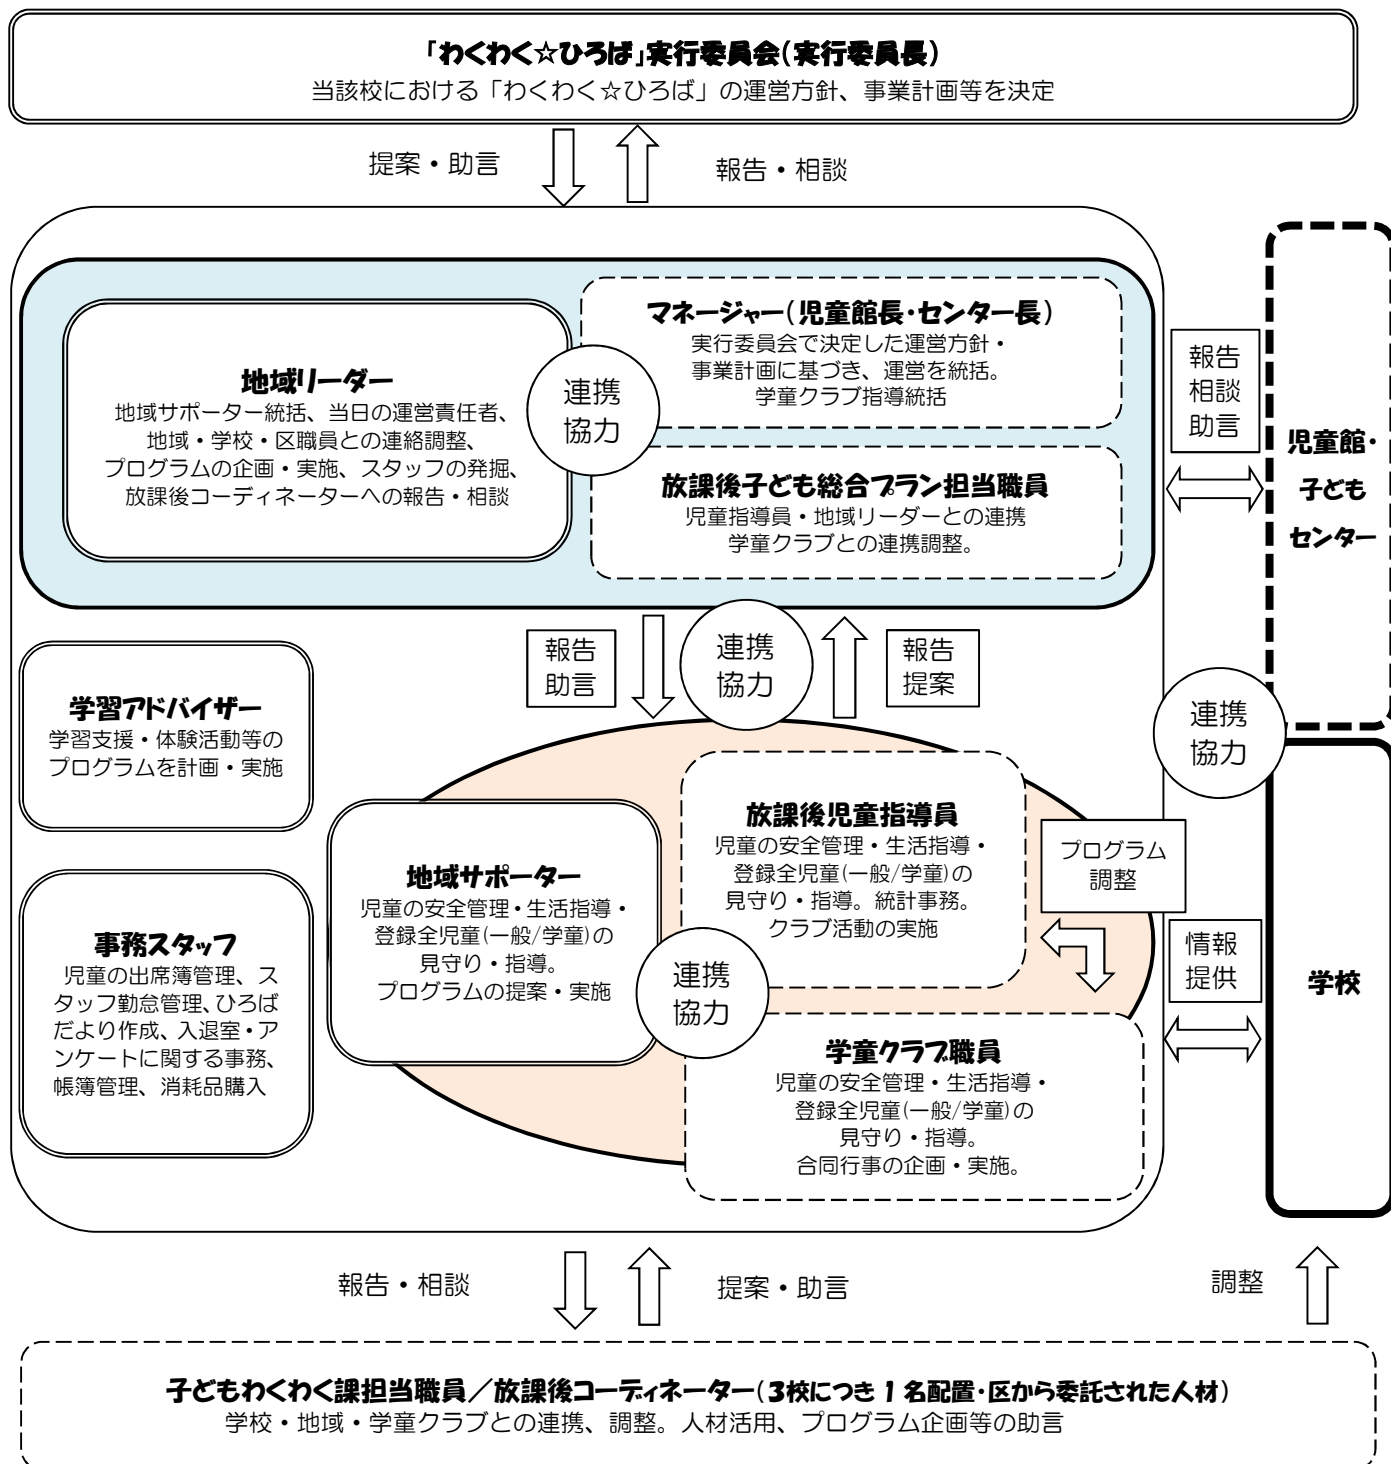 「わくわく☆ひろば」実行委員会(実行委員長)
当該校における「わくわく☆ひろば」の運営方針、事業計画等を決定
提案・助言
報告・相談
地域リーダー
地域サポーター統括、当日の運営責任者、
地域・学校・区職員との連絡調整、
プログラムの企画・実施、スタッフの発掘、
放課後コーディネーターへの報告・相談
連携
協力
マネージャー(児童館長・センター長)
実行委員会で決定した運営方針・
事業計画に基づき、運営を統括。
学童クラブ指導統括
放課後子ども総合プラン担当職員
児童指導員・地域リーダーとの連携
学童クラブとの連携調整。
報告
相談
助言
児童館・
子ども
センター
報告
助言
連携
協力
報告
提案
連携
協力
学習アドバイザー
学習支援・体験活動等の
プログラムを計画・実施
事務スタッフ
児童の出席簿管理、ス
タッフ勤怠管理、ひろば
だより作成、入退室・ア
ンケートに関する事務、
帳簿管理、消耗品購入
地域サポーター
児童の安全管理・生活指導・
登録全児童(一般/学童)の
見守り・指導。
プログラムの提案・実施
連携
協力
放課後児童指導員
児童の安全管理・生活指導・
登録全児童(一般/学童)の
見守り・指導。統計事務。
クラブ活動の実施
プログラム
調整
学童クラブ職員
児童の安全管理・生活指導・
登録全児童(一般/学童)の
見守り・指導。
合同行事の企画・実施。
情報
提供
学校
報告・相談
提案・助言
調整
子どもわくわく課担当職員／放課後コーディネーター(3校につき1名配置・区から委託された人材)
学校・地域・学童クラブとの連携、調整。人材活用、プログラム企画等の助言